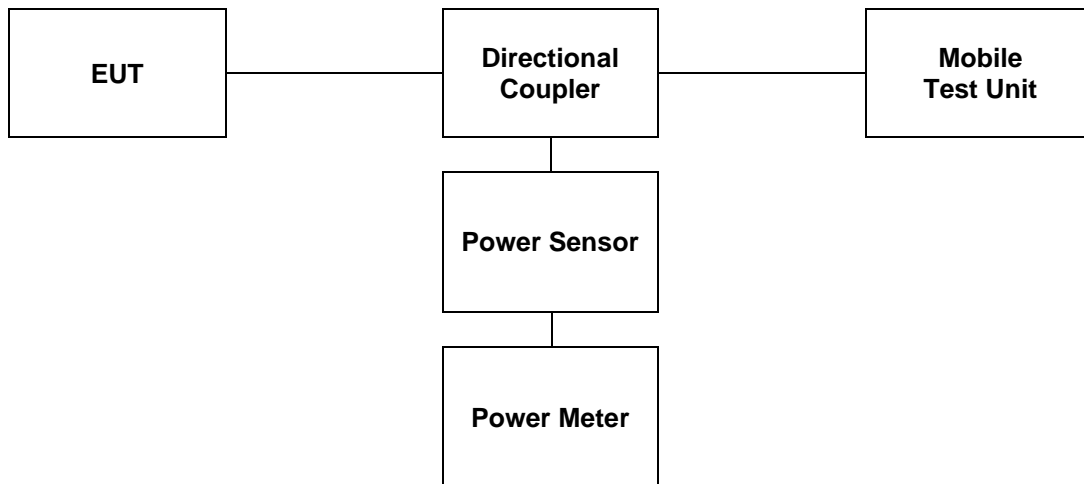 EUT
Directional
Coupler
Mobile
Test Unit
Power Sensor
Power Meter